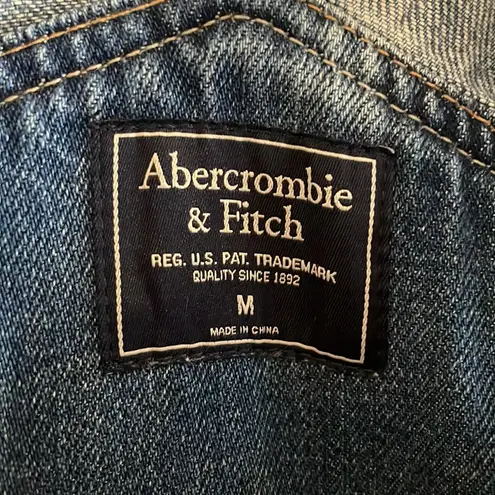 Abercrombie
& Fitch
REG. U.S. PAT. TRADEMARK
QUALITY SINCE 1892
M
MADE IN CHINA